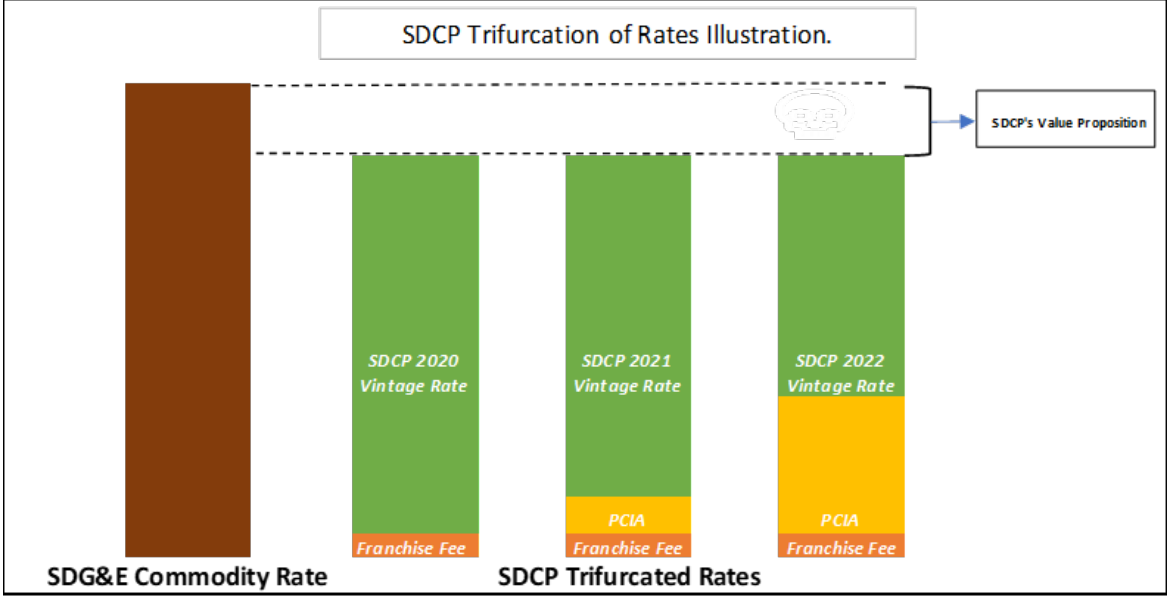 SDCP Trifurcation of Rates Illustration.
SDCP's Value Proposition
SDCP 2020
Vintage Rate
SDCP 2021
Vintage Rate
SDCP 2022
Vintage Rate
PCIA
PCIA
Franchise Fee
Franchise Fee
Franchise Fee
SDG&E Commodity Rate
SDCP Trifurcated Rates